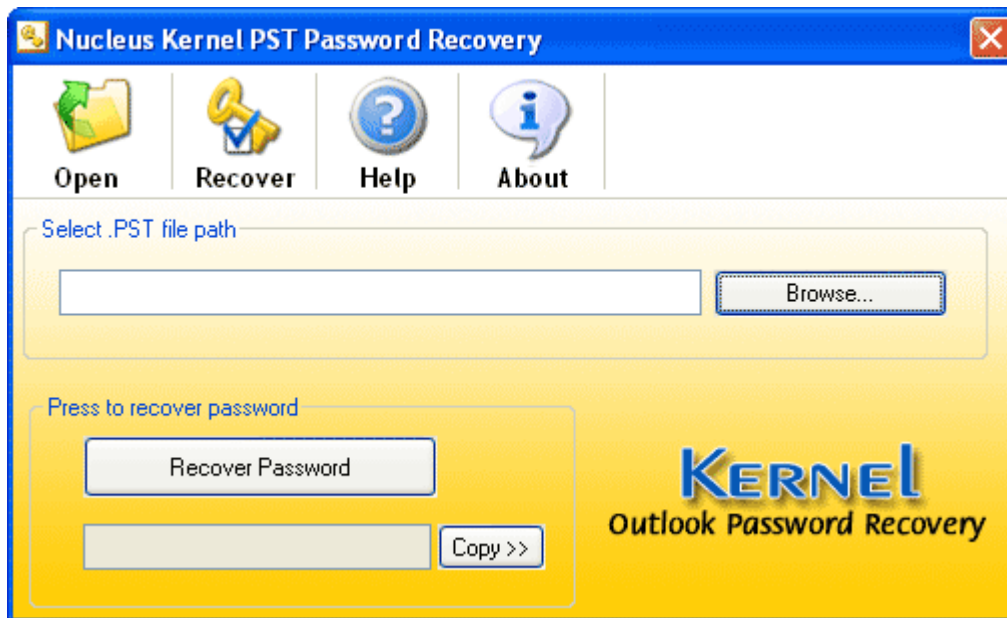 Nucleus Kernel PST Password Recovery
Open Recover Help About
Select .PST file path
Browse...
Press to recover password
Recover Password
Copy >>
KERNEl
Outlook Password Recovery